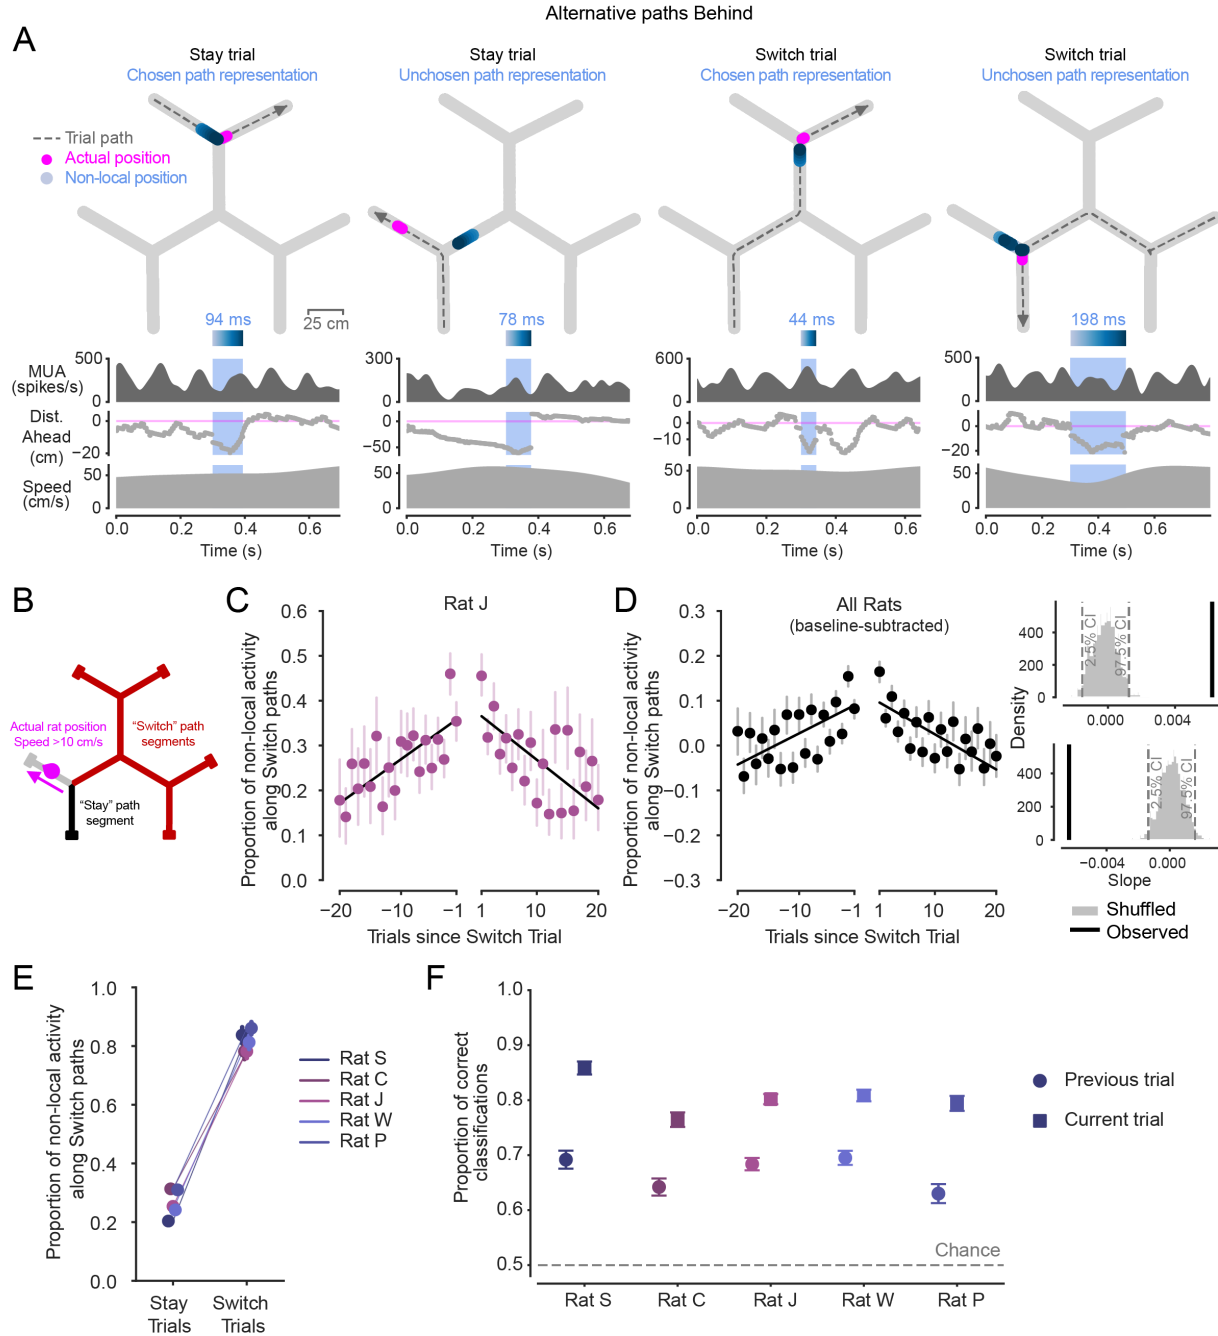 Alternative paths Behind
A
Stay trial
Chosen path representation
Stay trial
Unchosen path representation
Switch trial
Chosen path representation
Switch trial
Unchosen path representation
Trial path
Actual position
Non-local position
25 cm
94 ms
78 ms
44 ms
198 ms
MUA
(spikes/s)
500
0
300
0
600
0
500
0
Dist.
Ahead
(cm)
0
−20
0
−50
0
−10
0
−20
Speed
(cm/s)
50
0
50
0
50
0
50
0
0.0 0.2 0.4 0.6
Time (s)
0.0 0.2 0.4 0.6
Time (s)
0.0 0.2 0.4 0.6
Time (s)
0.0 0.2 0.4 0.6
Time (s)
B
Actual rat position
Speed >10 cm/s
“Switch” path
segments
“Stay” path
segment
C
Rat J
Proportion of non-local activity
along Switch paths
0.6
0.5
0.4
0.3
0.2
0.1
0.0
−20 −10 −1 1 10 20
Trials since Switch Trial
D
All Rats
(baseline-subtracted)
Proportion of non-local activity
along Switch paths
0.3
0.2
0.1
0.0
−0.1
−0.2
−0.3
−20 −10 −1 1 10 20
Trials since Switch Trial
Density
400
200
0
2.5% CI
97.5% CI
0.000 0.004
400
200
0
2.5% CI
97.5% CI
−0.004 0.000
Slope
Shuffled
Observed
E
Proportion of non-local activity
along Switch paths
1.0
0.8
0.6
0.4
0.2
0.0
Stay
Trials
Switch
Trials
Rat S
Rat C
Rat J
Rat W
Rat P
F
Proportion of correct
classifications
1.0
0.9
0.8
0.7
0.6
0.5
Chance
Rat S Rat C Rat J Rat W Rat P
Previous trial
Current trial